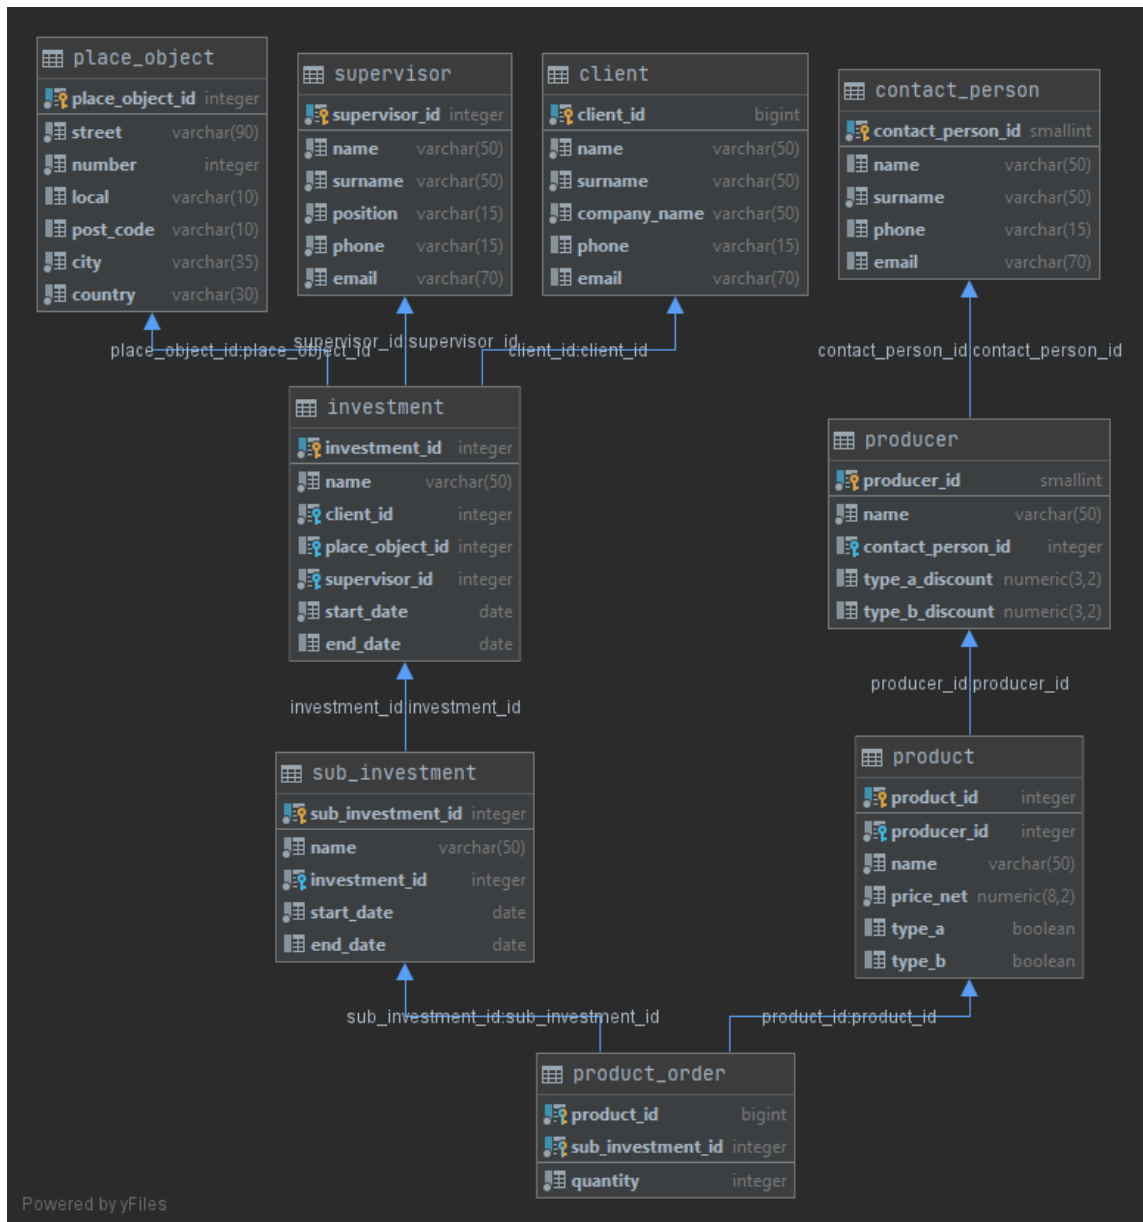 place_object
place_object_id integer
street varchar(90)
number integer
local varchar(10)
post_code varchar(10)
city varchar(35)
country varchar(30)
supervisor
supervisor_id integer
name varchar(50)
surname varchar(50)
position varchar(15)
phone varchar(15)
email varchar(70)
client
client_id bigint
name varchar(50)
surname varchar(50)
company_name varchar(50)
phone varchar(15)
email varchar(70)
contact_person
contact_person_id smallint
name varchar(50)
surname varchar(50)
phone varchar(15)
email varchar(70)
place_object_id:place_object_id
supervisor_id:supervisor_id
client_id:client_id
contact_person_id:contact_person_id
investment
investment_id integer
name varchar(50)
client_id integer
place_object_id integer
supervisor_id integer
start_date date
end_date date
producer
producer_id smallint
name varchar(50)
contact_person_id integer
type_a_discount numeric(3,2)
type_b_discount numeric(3,2)
investment_id:investment_id
producer_id:producer_id
sub_investment
sub_investment_id integer
name varchar(50)
investment_id integer
start_date date
end_date date
product
product_id integer
producer_id integer
name varchar(50)
price_net numeric(8,2)
type_a boolean
type_b boolean
sub_investment_id:sub_investment_id
product_id:product_id
product_order
product_id bigint
sub_investment_id integer
quantity integer
Powered by yFiles